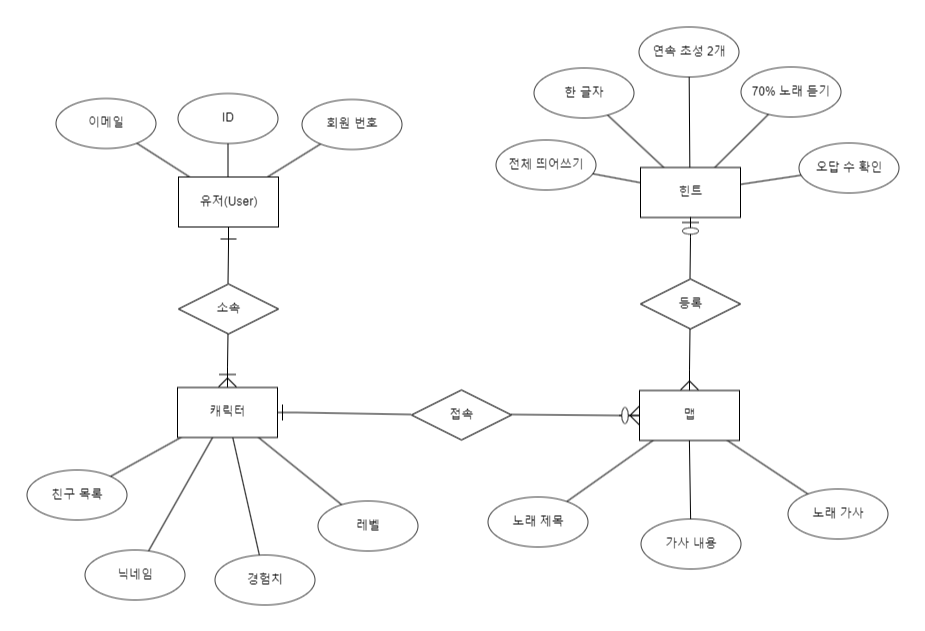 연속 초성 2개
한 글자
70% 노래 듣기
이메일
ID
회원 번호
전체 띄어쓰기
오답 수 확인
유저(User)
힌트
소속
등록
캐릭터
접속
맵
친구 목록
레벨
노래 제목
노래 가사
가사 내용
닉네임
경험치